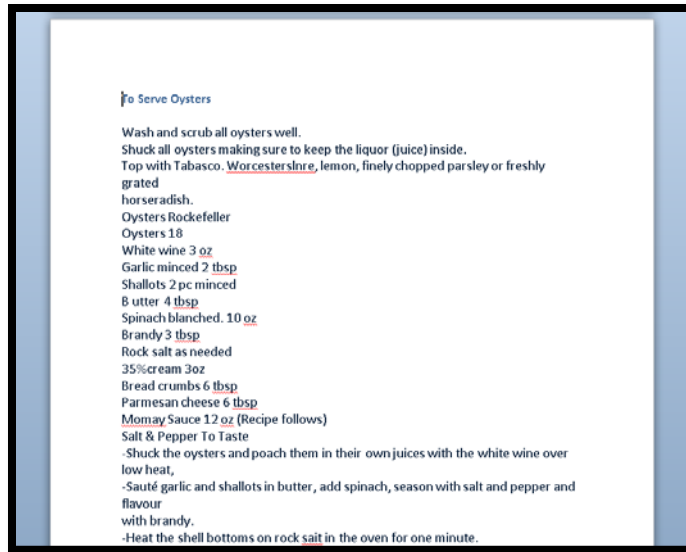 To Serve Oysters
Wash and scrub all oysters well.
Shuck all oysters making sure to keep the liquor (juice) inside.
Top with Tabasco. Worcesterslnre, lemon, finely chopped parsley or freshly
grated
horseradish.
Oysters Rockefeller
Oysters 18
White wine 3 oz
Garlic minced 2 tbsp
Shallots 2 pc minced
B utter 4 tbsp
Spinach blanched. 10 oz
Brandy 3 tbsp
Rock salt as needed
35%cream 3oz
Bread crumbs 6 tbsp
Parmesan cheese 6 tbsp
Momay Sauce 12 oz (Recipe follows)
Salt & Pepper To Taste
-Shuck the oysters and poach them in their own juices with the white wine over
low heat,
-Sauté garlic and shallots in butter, add spinach, season with salt and pepper and
flavour
with brandy.
-Heat the shell bottoms on rock sait in the oven for one minute.